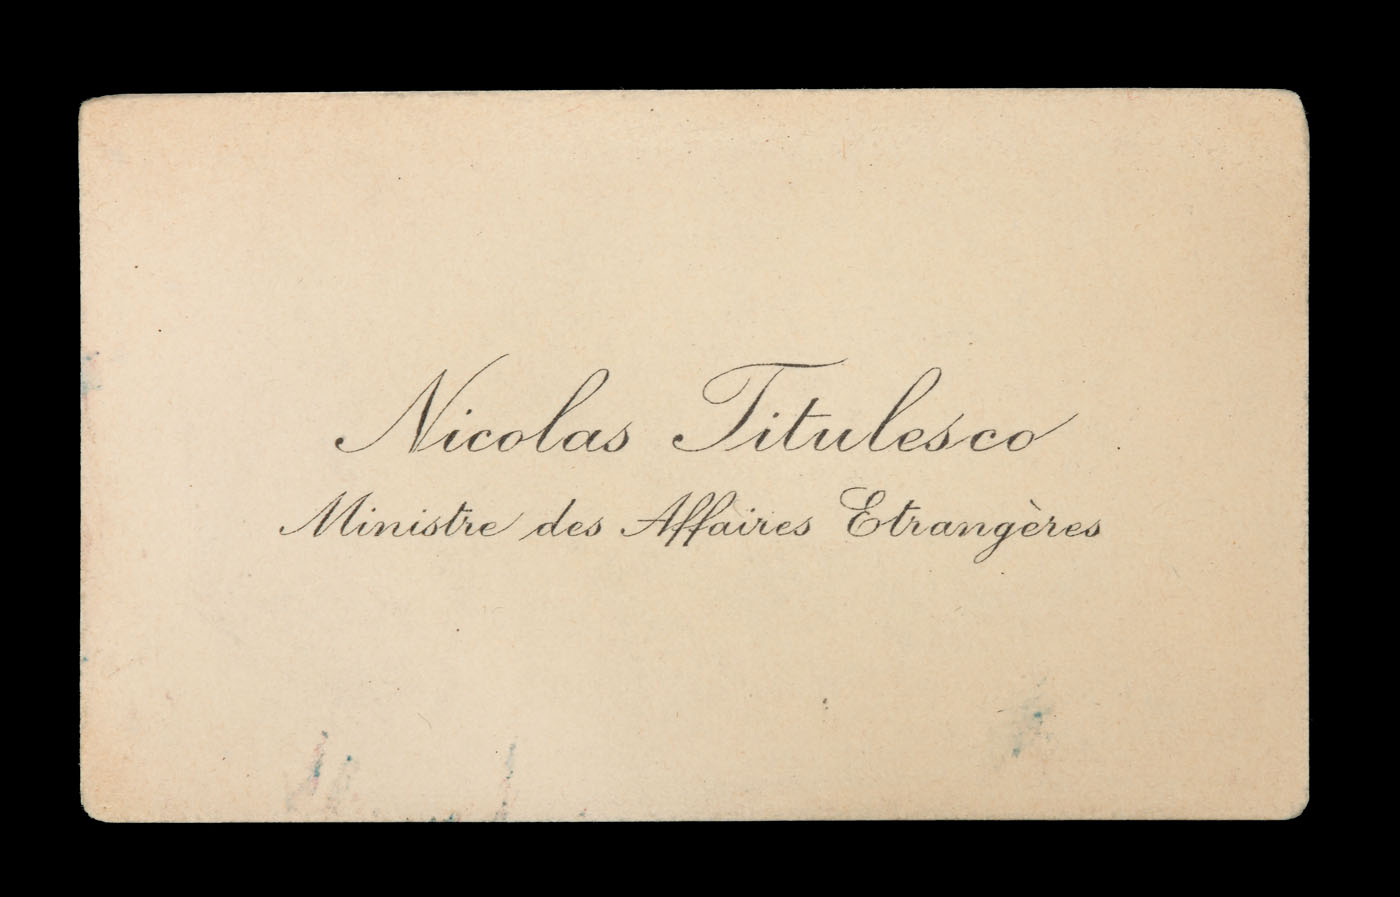 Nicolas Titulesco
Ministre des Affaires Etrangères